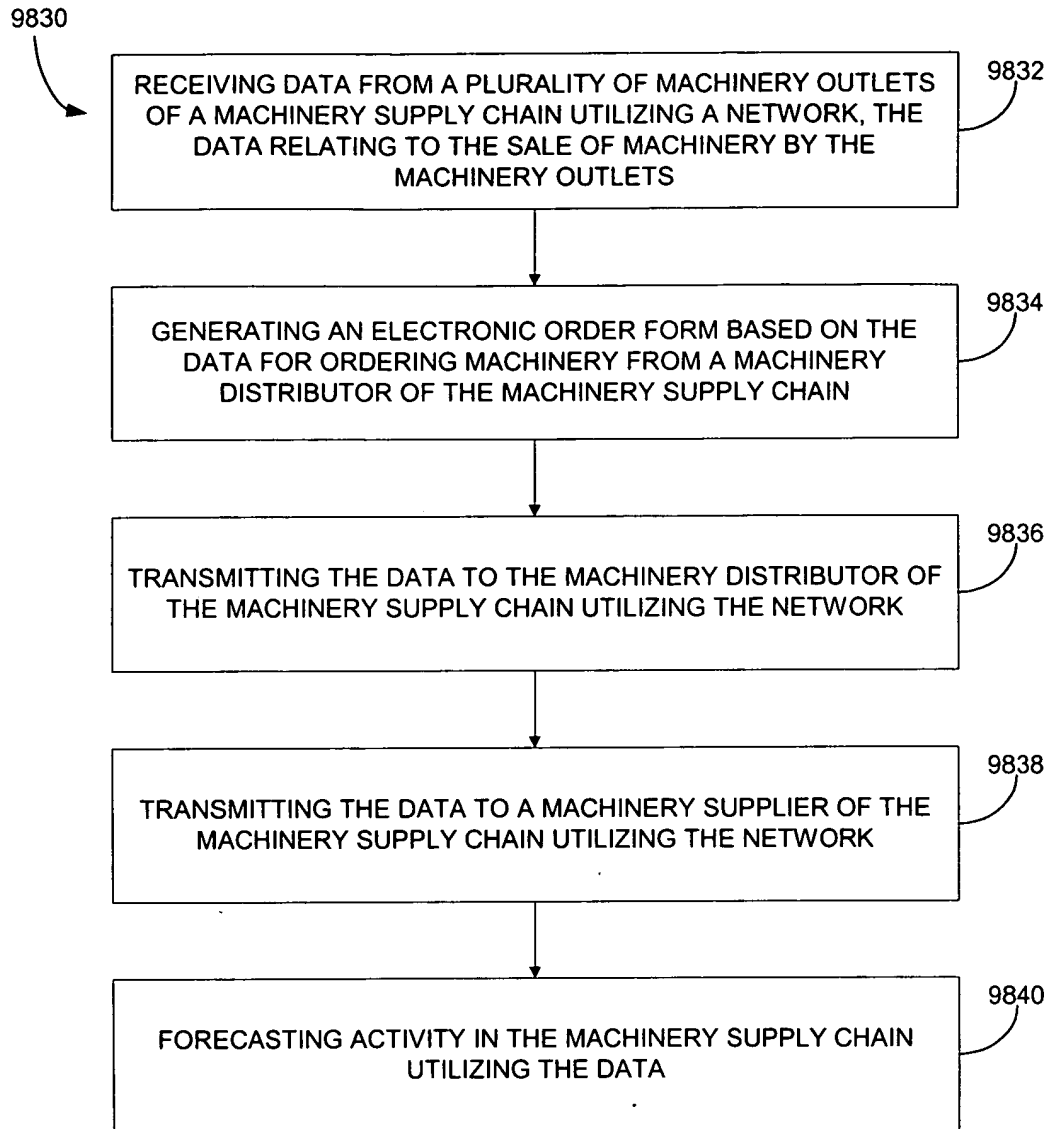 9830
RECEIVING DATA FROM A PLURALITY OF MACHINERY OUTLETS
OF A MACHINERY SUPPLY CHAIN UTILIZING A NETWORK, THE
DATA RELATING TO THE SALE OF MACHINERY BY THE
MACHINERY OUTLETS
9832
GENERATING AN ELECTRONIC ORDER FORM BASED ON THE
DATA FOR ORDERING MACHINERY FROM A MACHINERY
DISTRIBUTOR OF THE MACHINERY SUPPLY CHAIN
9834
TRANSMITTING THE DATA TO THE MACHINERY DISTRIBUTOR OF
THE MACHINERY SUPPLY CHAIN UTILIZING THE NETWORK
9836
TRANSMITTING THE DATA TO A MACHINERY SUPPLIER OF THE
MACHINERY SUPPLY CHAIN UTILIZING THE NETWORK
9838
FORECASTING ACTIVITY IN THE MACHINERY SUPPLY CHAIN
UTILIZING THE DATA
9840